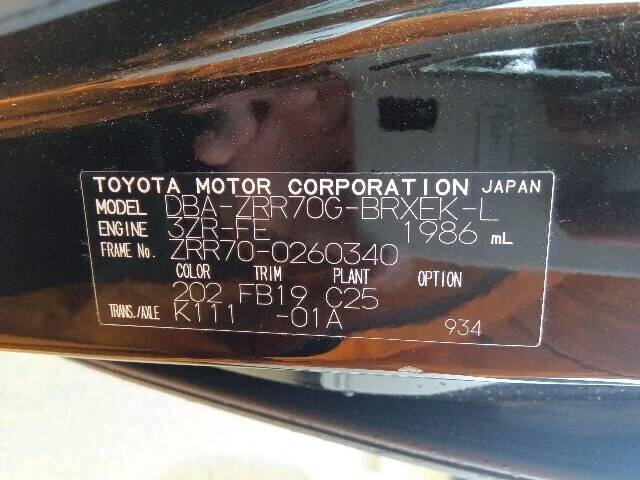 TOYOTA MOTOR CORPORATION JAPAN
MODEL DBA-ZRR70G-BRXEK-L
ENGINE 3ZR-FE 1986 mL
FRAME No. ZRR70-0260340
COLOR TRIM PLANT OPTION
202 FB19 C25
TRANS./AXLE K111 -01A 934